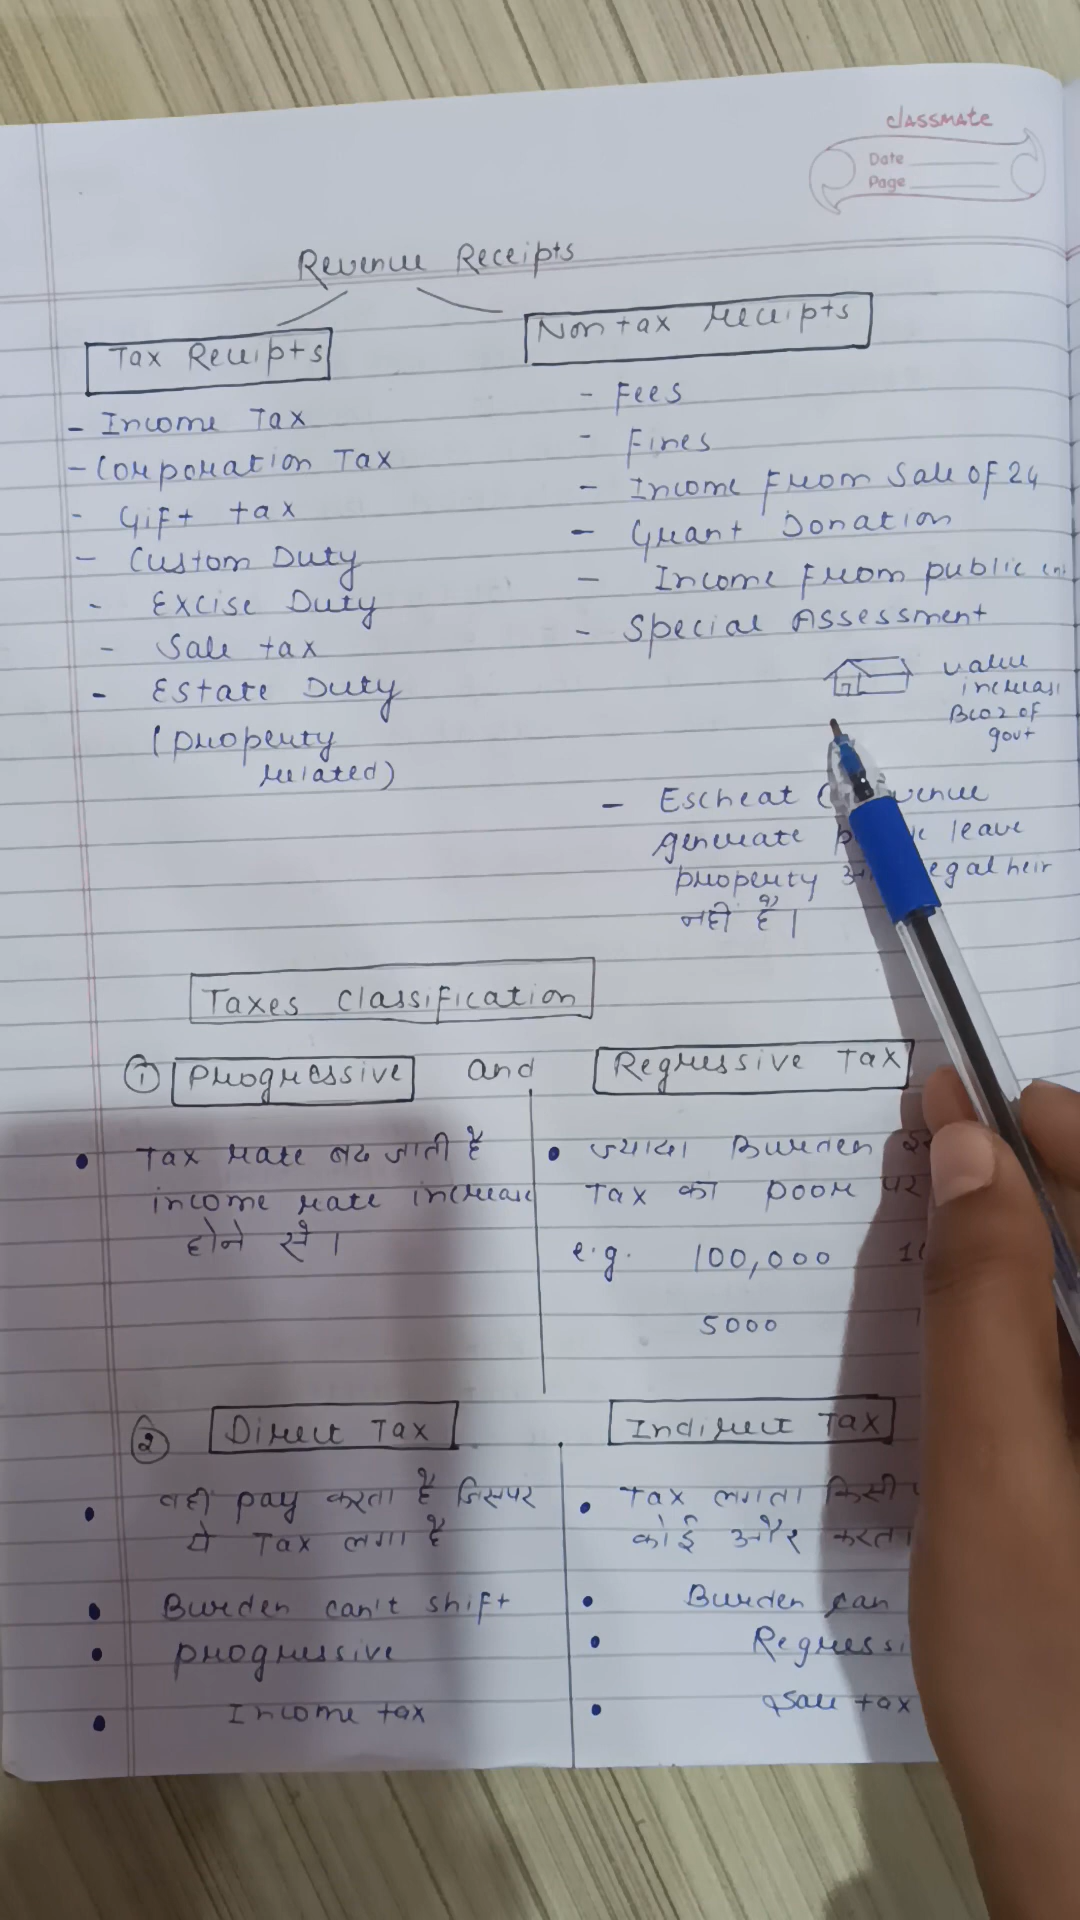 classmate
Date
Page
Revenue Receipts
Tax Receipts
- Income Tax
- Corporation Tax
- Gift tax
- Custom Duty
- Excise Duty
- Sale tax
- Estate Duty
(property
related)
Non tax receipts
- Fees
- Fines
- Income From Sale of 24
- Grant Donation
- Income From public
- Special Assessment
value
increas
Bcoz of
govt
- Escheat (
generate leave
property legal heir
नही है।
Taxes Classification
① Progressive and Regressive Tax
• Tax rate बढ जाती है
income rate increase
होने से।
• ज्यादा Burden
Tax का poor पर
e.g. 100,000
5000
② Direct Tax
• वही pay करता है जिसपर
ये Tax लगा है
• Burden can't shift
• progressive
• Income tax
Indirect Tax
• Tax लगता किसी
कोई और करता
• Burden can
• Regressi
• Sale tax